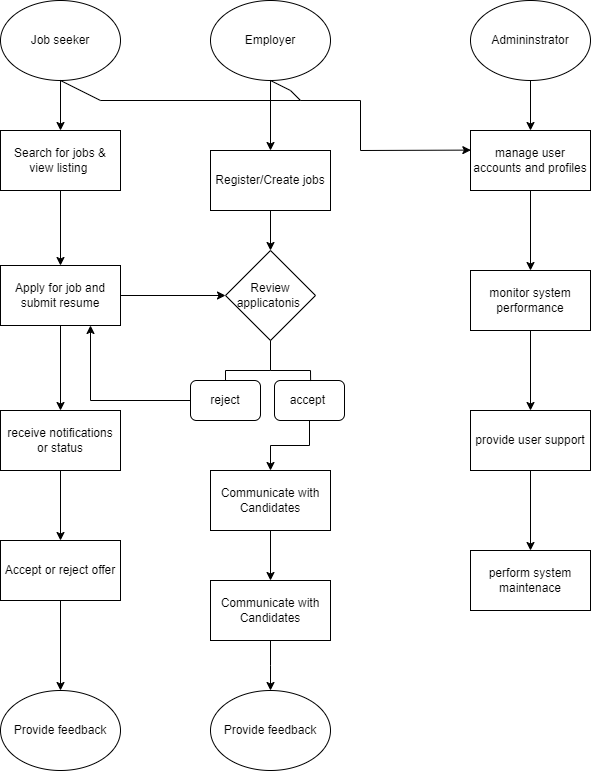 Job seeker
Employer
Admininstrator
Search for jobs &
view listing
Register/Create jobs
manage user
accounts and profiles
Apply for job and
submit resume
Review
applicatonis
monitor system
performance
reject
accept
receive notifications
or status
provide user support
Communicate with
Candidates
Accept or reject offer
Communicate with
Candidates
perform system
maintenace
Provide feedback
Provide feedback